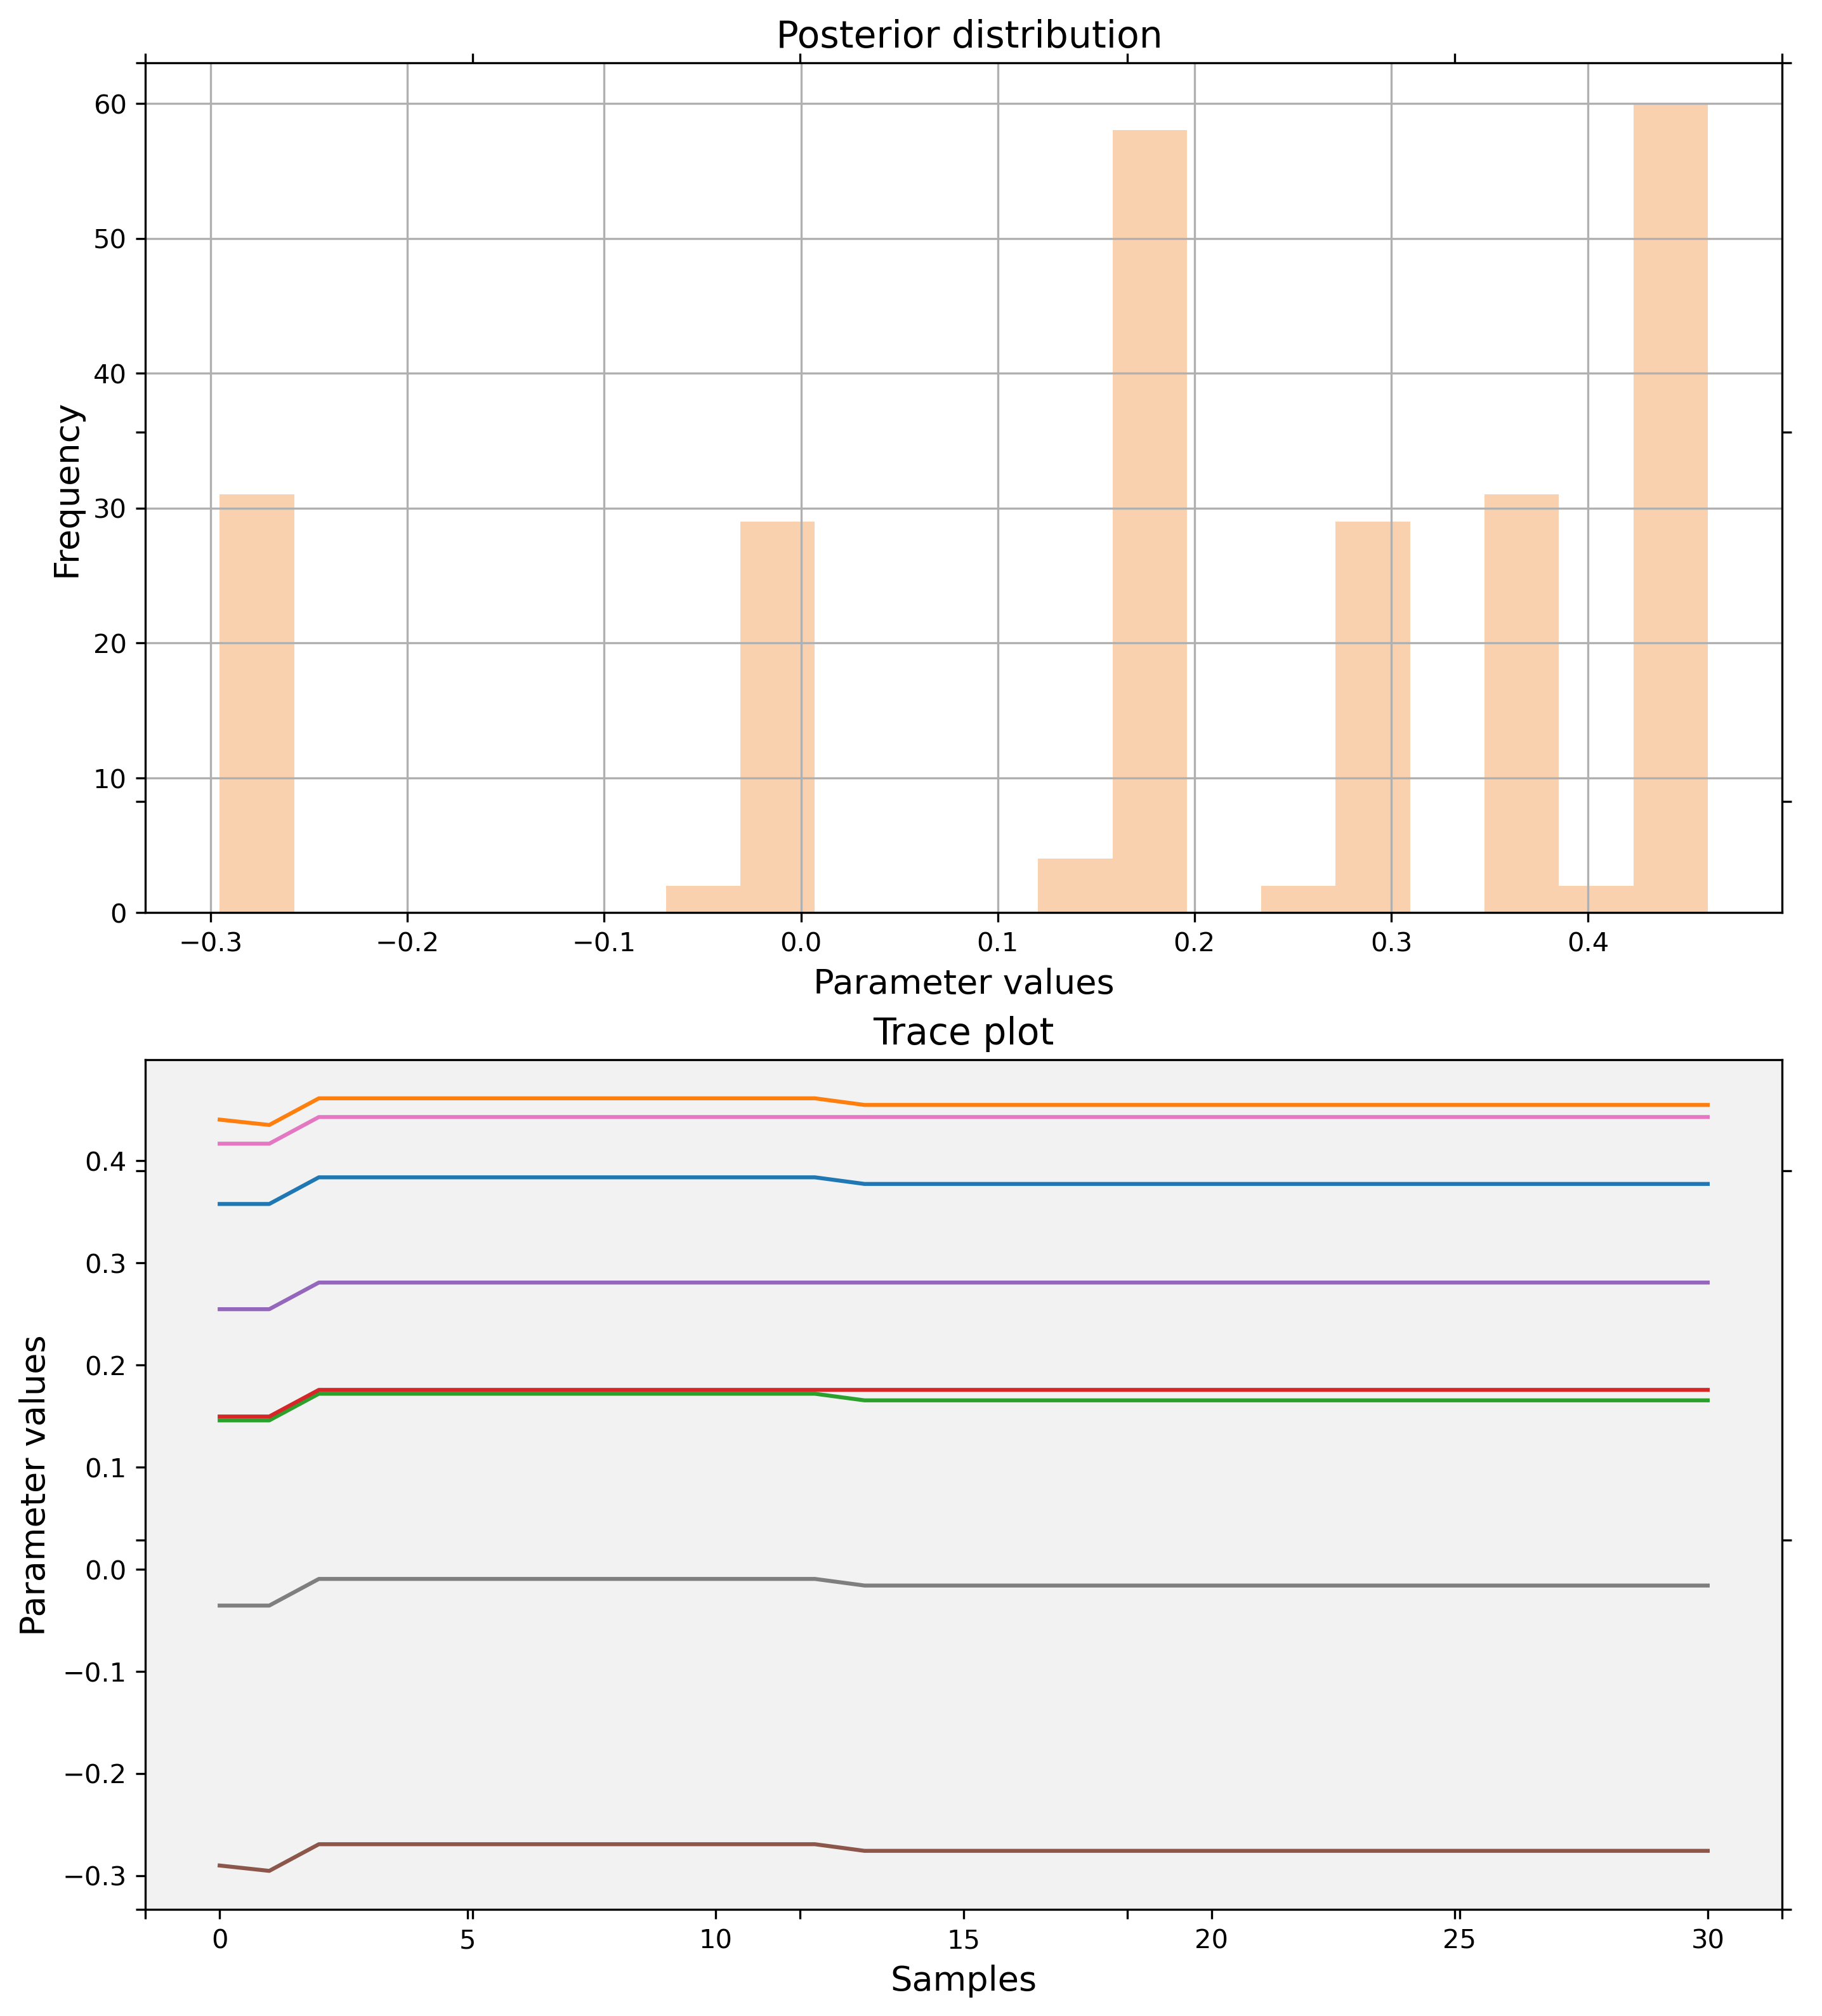 Posterior distribution
60
50
40
30
20
10
0
Frequency
−0.3 −0.2 −0.1 0.0 0.1 0.2 0.3 0.4
Parameter values
Trace plot
0.4
0.3
0.2
0.1
0.0
−0.1
−0.2
−0.3
Parameter values
0 5 10 15 20 25 30
Samples